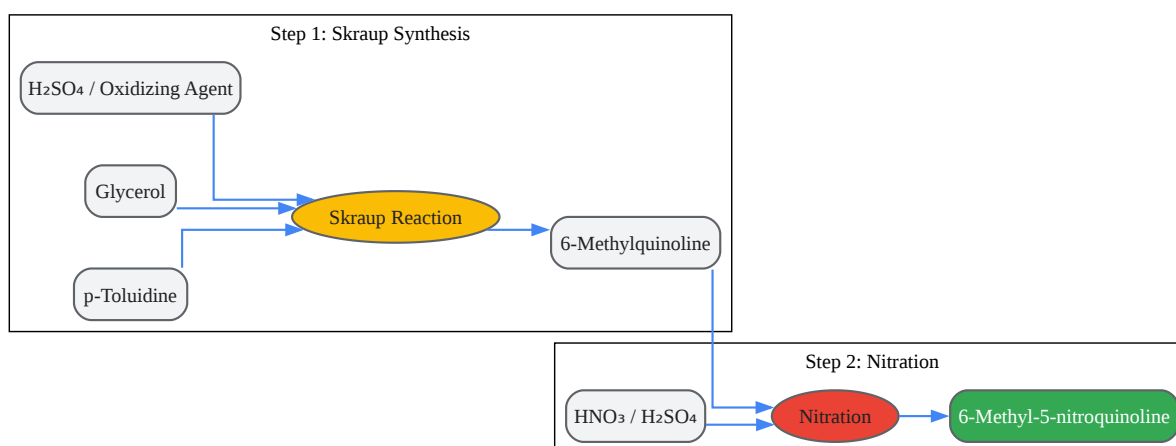 Step 1: Skraup Synthesis
H₂SO₄ / Oxidizing Agent
Glycerol
Skraup Reaction
6-Methylquinoline
p-Toluidine
Step 2: Nitration
HNO₃ / H₂SO₄
Nitration
6-Methyl-5-nitroquinoline